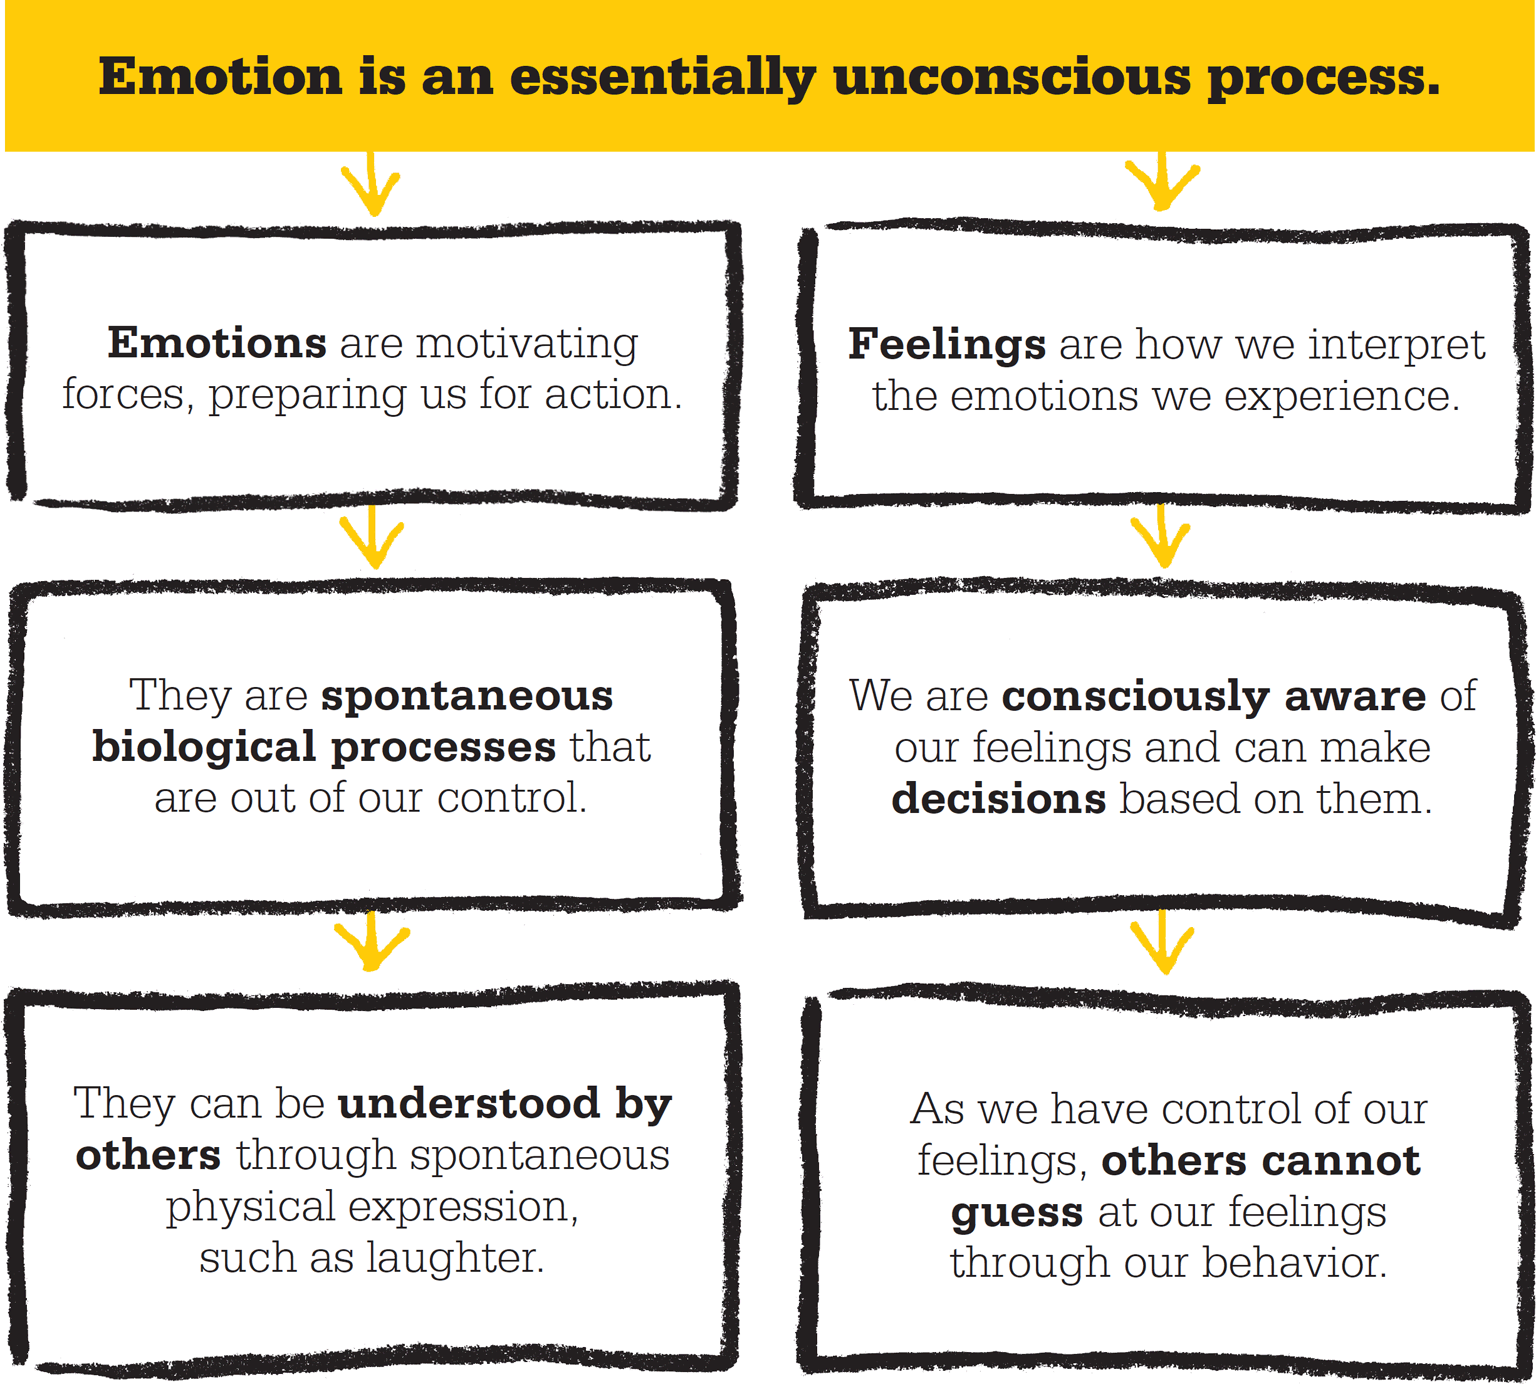 Emotion is an essentially unconscious process.
Emotions are motivating
forces, preparing us for action.
They are spontaneous
biological processes that
are out of our control.
They can be understood by
others through spontaneous
physical expression,
such as laughter.
Feelings are how we interpret
the emotions we experience.
We are consciously aware of
our feelings and can make
decisions based on them.
As we have control of our
feelings, others cannot
guess at our feelings
through our behavior.